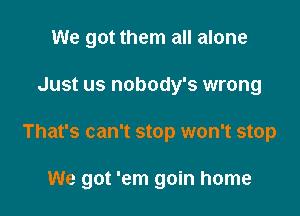 We got them all alone
Just us nobody's wrong
That's can't stop won't stop
We got 'em goin home